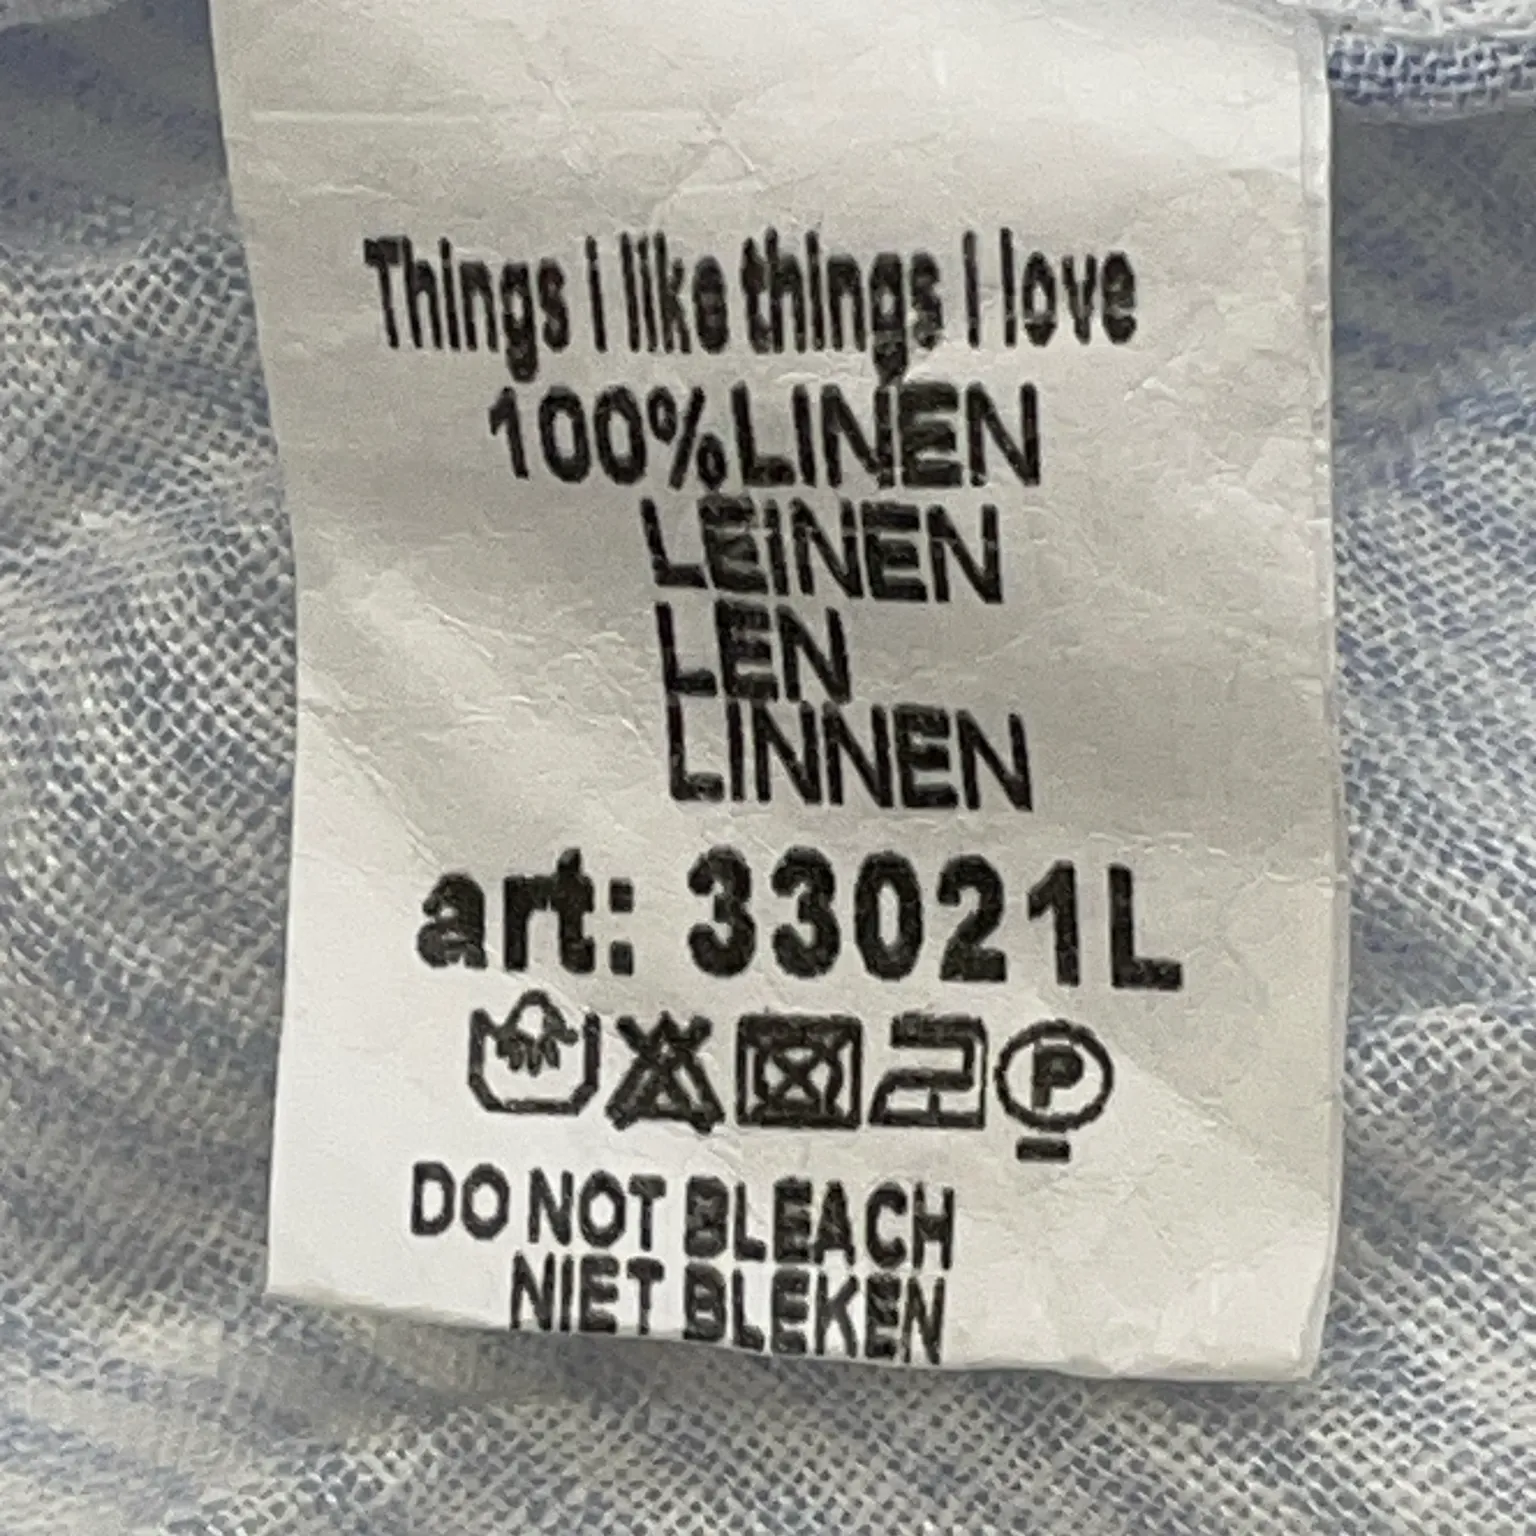 Things i like things I love
100%LINEN
LEINEN
LEN
LINNEN
art: 33021L
P
DO NOT BLEACH
NIET BLEKEN